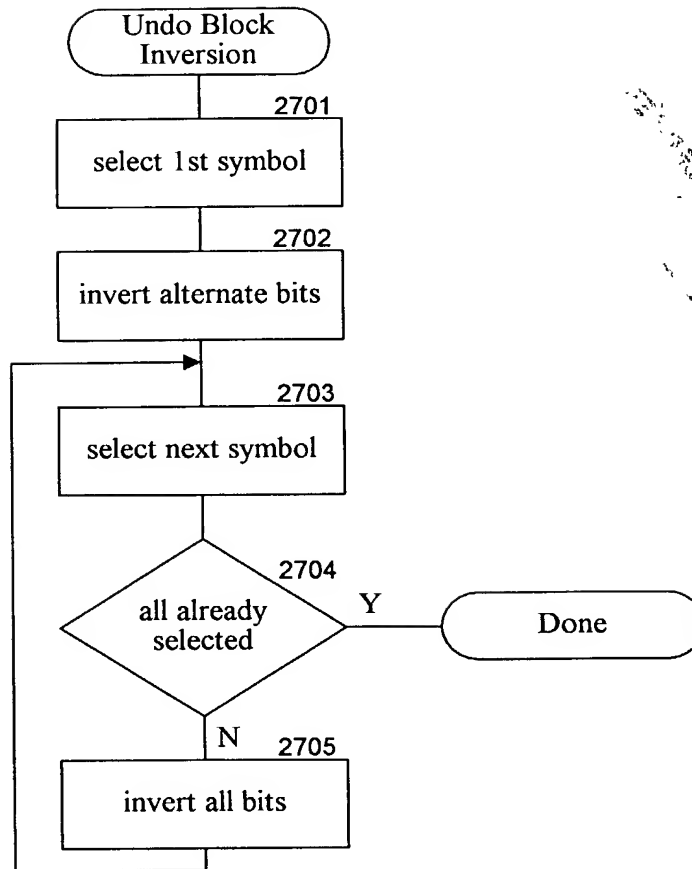 Undo Block
Inversion
2701
select 1st symbol
2702
invert alternate bits
2703
select next symbol
2704
all already
selected
Y
Done
N
2705
invert all bits